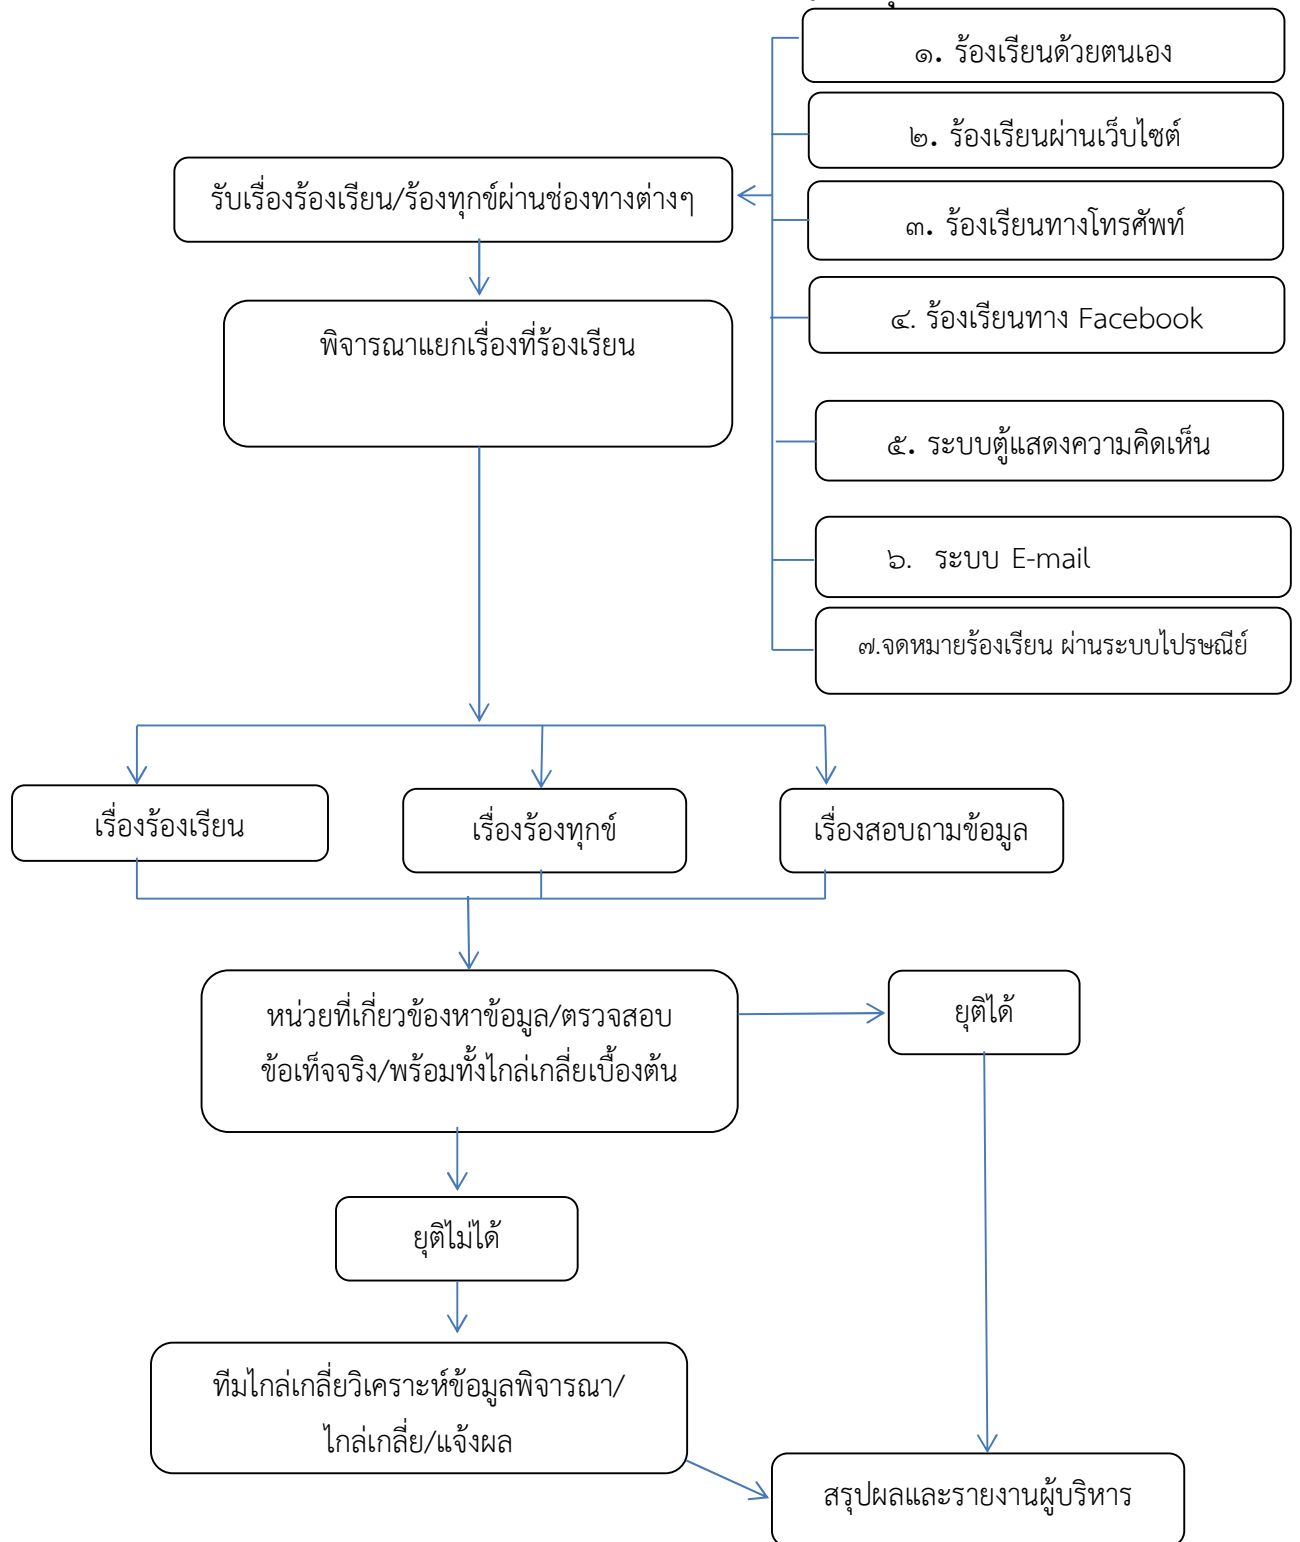 ๑. ร้องเรียนด้วยตนเอง
๒. ร้องเรียนผ่านเว็บไซต์
รับเรื่องร้องเรียน/ร้องทุกข์ผ่านช่องทางต่างๆ
๓. ร้องเรียนทางโทรศัพท์
๔. ร้องเรียนทาง Facebook
พิจารณาแยกเรื่องที่ร้องเรียน
๕. ระบบตู้แสดงความคิดเห็น
๖. ระบบ E-mail
๗.จดหมายร้องเรียน ผ่านระบบไปรษณีย์
เรื่องร้องเรียน
เรื่องร้องทุกข์
เรื่องสอบถามข้อมูล
หน่วยที่เกี่ยวข้องหาข้อมูล/ตรวจสอบ
ข้อเท็จจริง/พร้อมทั้งไกล่เกลี่ยเบื้องต้น
ยุติได้
ยุติไม่ได้
ทีมไกล่เกลี่ยวิเคราะห์ข้อมูลพิจารณา/
ไกล่เกลี่ย/แจ้งผล
สรุปผลและรายงานผู้บริหาร